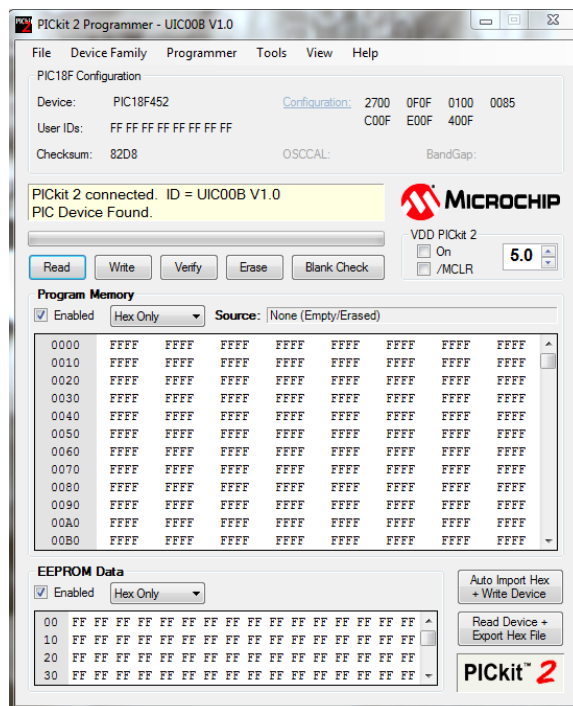 PICkit 2 Programmer - UIC00B V1.0
File Device Family Programmer Tools View Help
PIC18F Configuration
Device: PIC18F452 Configuration: 2700 0F0F 0100 0085
C00F E00F 400F
User IDs: FF FF FF FF FF FF FF FF
Checksum: 82D8 OSCCAL: BandGap:
PICkit 2 connected. ID = UIC00B V1.0
PIC Device Found.
MICROCHIP
VDD PICkit 2
On
/MCLR
5.0
Read Write Verify Erase Blank Check
Program Memory
Enabled Hex Only Source: None (Empty/Erased)
0000 FFFF FFFF FFFF FFFF FFFF FFFF FFFF FFFF
0010 FFFF FFFF FFFF FFFF FFFF FFFF FFFF FFFF
0020 FFFF FFFF FFFF FFFF FFFF FFFF FFFF FFFF
0030 FFFF FFFF FFFF FFFF FFFF FFFF FFFF FFFF
0040 FFFF FFFF FFFF FFFF FFFF FFFF FFFF FFFF
0050 FFFF FFFF FFFF FFFF FFFF FFFF FFFF FFFF
0060 FFFF FFFF FFFF FFFF FFFF FFFF FFFF FFFF
0070 FFFF FFFF FFFF FFFF FFFF FFFF FFFF FFFF
0080 FFFF FFFF FFFF FFFF FFFF FFFF FFFF FFFF
0090 FFFF FFFF FFFF FFFF FFFF FFFF FFFF FFFF
00A0 FFFF FFFF FFFF FFFF FFFF FFFF FFFF FFFF
00B0 FFFF FFFF FFFF FFFF FFFF FFFF FFFF FFFF
EEPROM Data
Enabled Hex Only
00 FF FF FF FF FF FF FF FF FF FF FF FF FF FF FF FF
10 FF FF FF FF FF FF FF FF FF FF FF FF FF FF FF FF
20 FF FF FF FF FF FF FF FF FF FF FF FF FF FF FF FF
30 FF FF FF FF FF FF FF FF FF FF FF FF FF FF FF FF
Auto Import Hex
+ Write Device
Read Device +
Export Hex File
PICkit™ 2